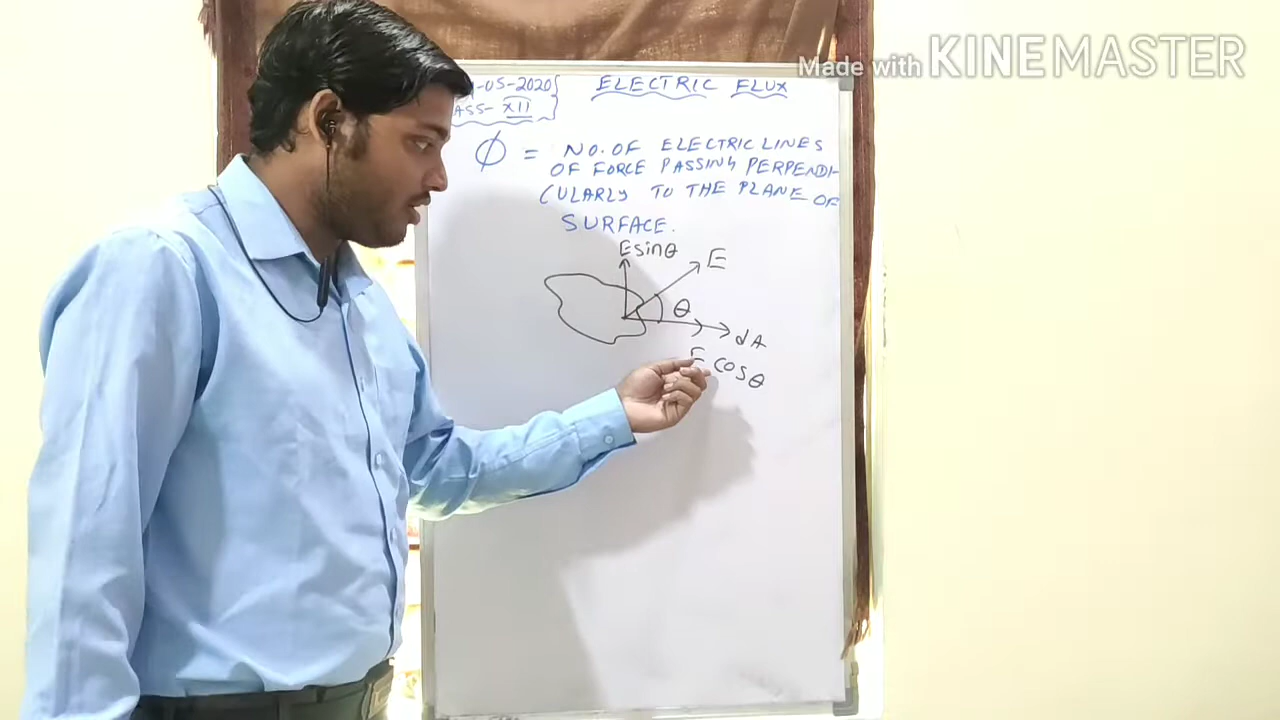 Made with KINEMASTER
-05-2020
ASS- XII
ELECTRIC FLUX
ϕ = NO. OF ELECTRIC LINES
OF FORCE PASSING PERPENDI-
CULARLY TO THE PLANE OF
SURFACE.
E sinθ
E
θ
dA
E cosθ